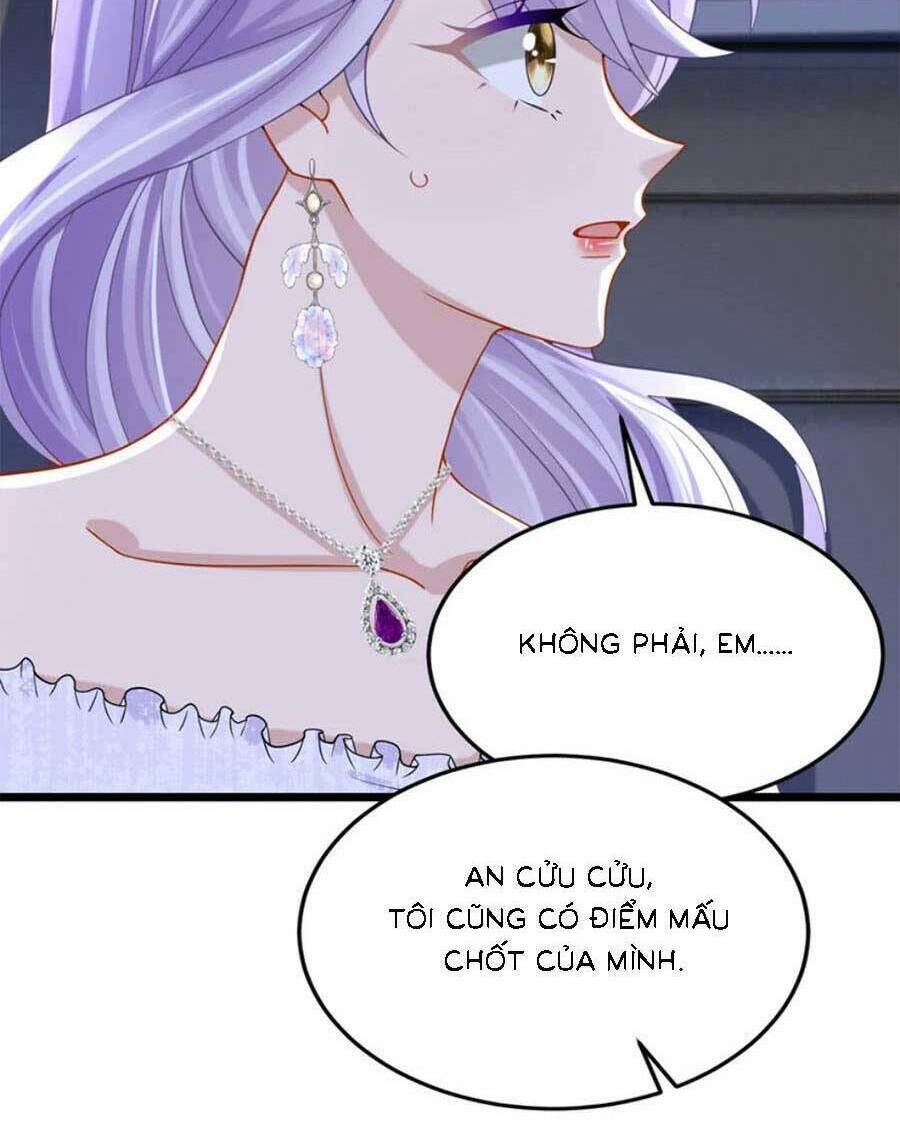 KHÔNG PHẢI, EM......
AN CỬU CỬU,
TÔI CŨNG CÓ ĐIỂM MẤU
CHỐT CỦA MÌNH.